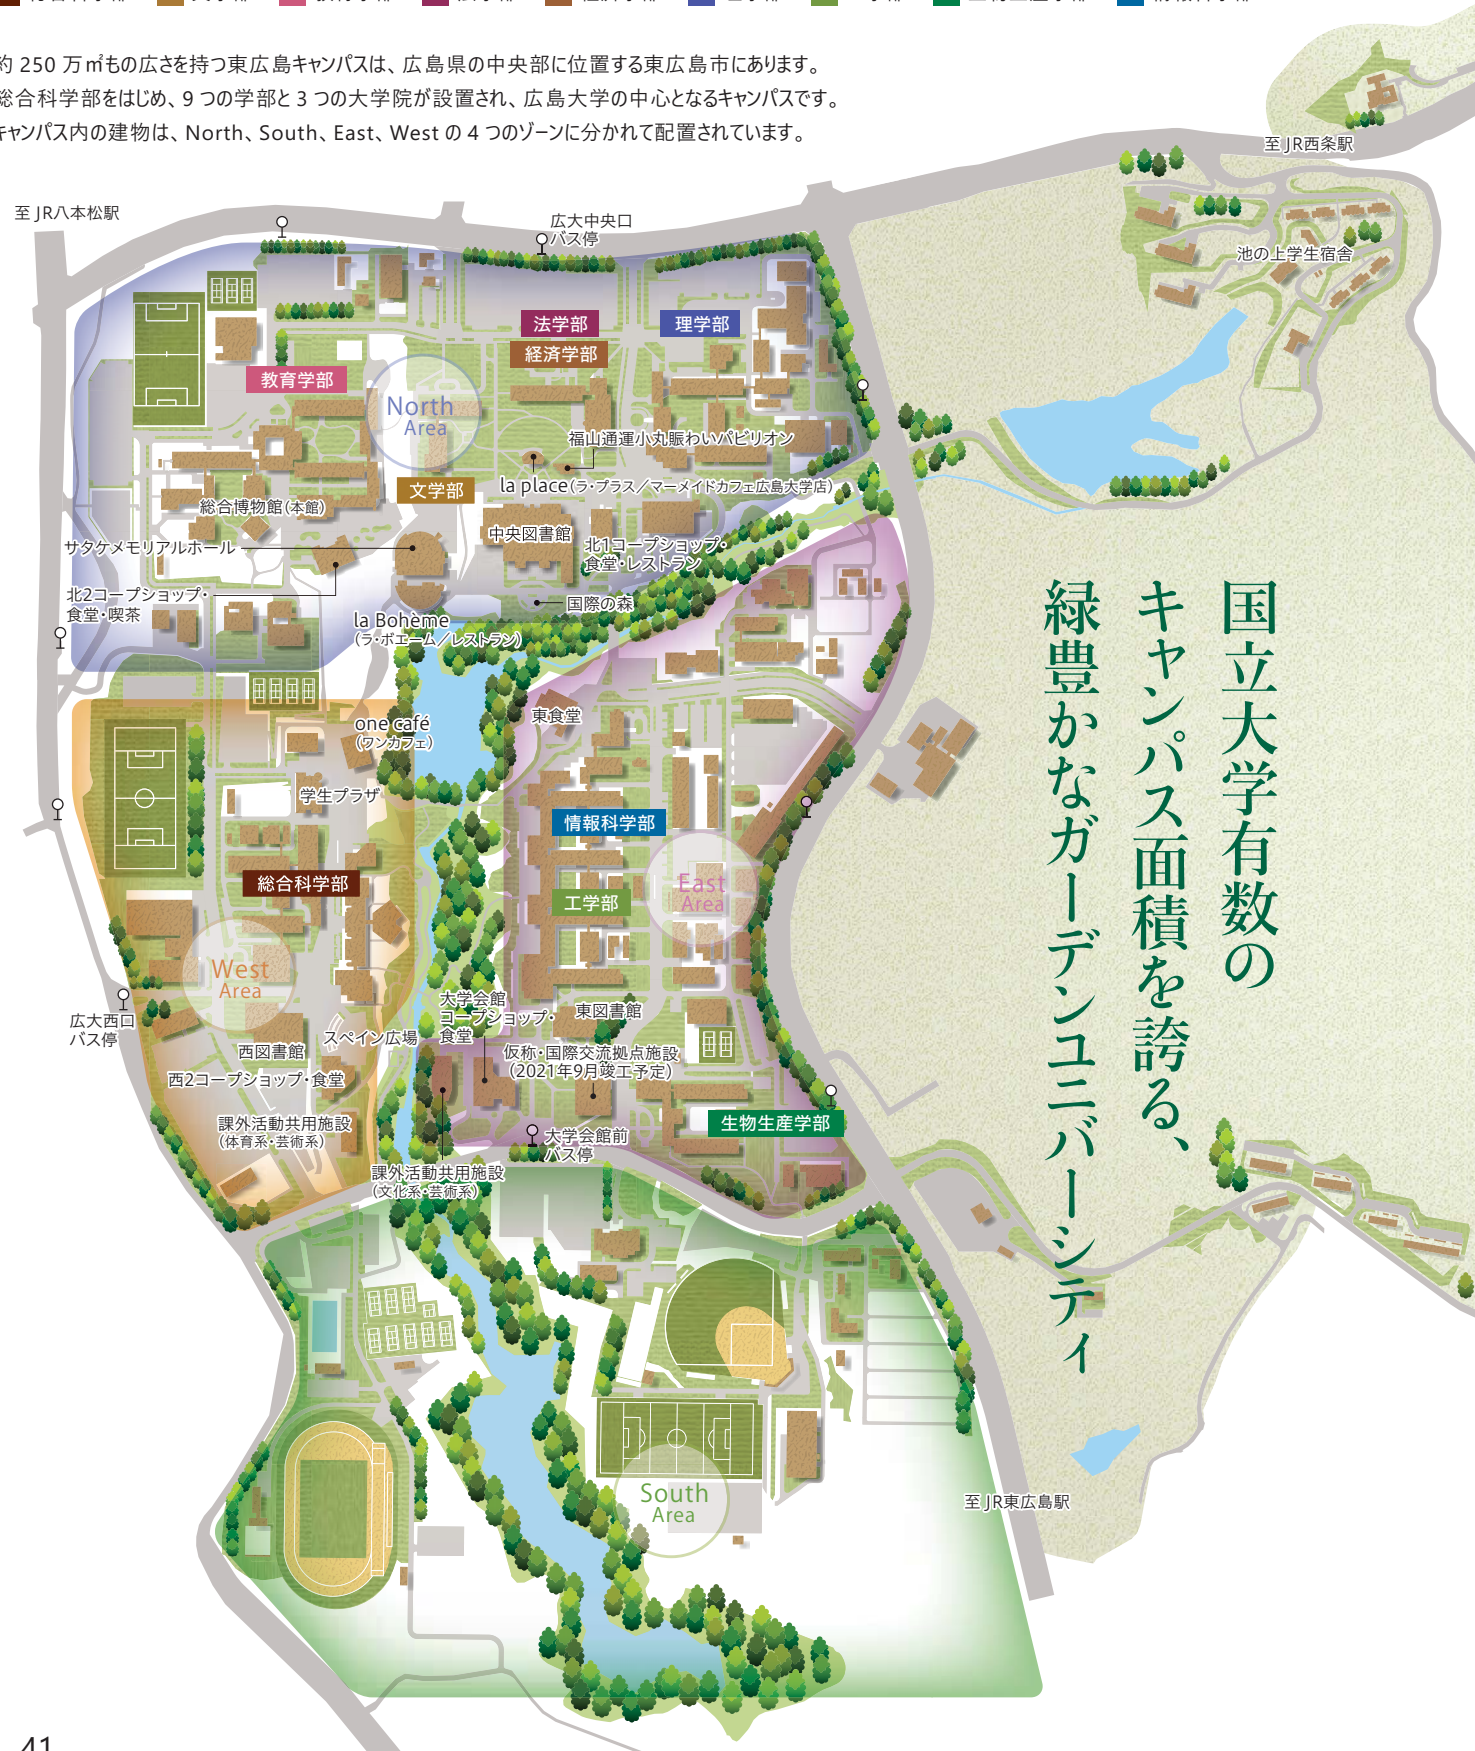 約 250 万㎡もの広さを持つ東広島キャンパスは、広島県の中央部に位置する東広島市にあります。
総合科学部をはじめ、9 つの学部と 3 つの大学院が設置され、広島大学の中心となるキャンパスです。
キャンパス内の建物は、North、South、East、West の 4 つのゾーンに分かれて配置されています。
至 JR西条駅
至 JR八本松駅
広大中央口
バス停
池の上学生宿舎
法学部
理学部
経済学部
教育学部
North
Area
福山通運小丸賑わいパビリオン
文学部
la place(ラ・プラス／マーメイドカフェ広島大学店)
総合博物館(本館)
中央図書館
サタケメモリアルホール
北1コープショップ・
食堂・レストラン
北2コープショップ・
食堂・喫茶
国際の森
la Bohème
(ラ・ボエーム／レストラン)
国立大学有数の
キャンパス面積を誇る、
緑豊かなガーデンユニバーシティ
one café
(ワンカフェ)
東食堂
学生プラザ
情報科学部
総合科学部
East
Area
工学部
West
Area
大学会館
コープショップ・
食堂
東図書館
広大西口
バス停
スペイン広場
西図書館
仮称・国際交流拠点施設
(2021年9月竣工予定)
西2コープショップ・食堂
課外活動共用施設
(体育系・芸術系)
生物生産学部
大学会館前
バス停
課外活動共用施設
(文化系・芸術系)
South
Area
至 JR東広島駅
41